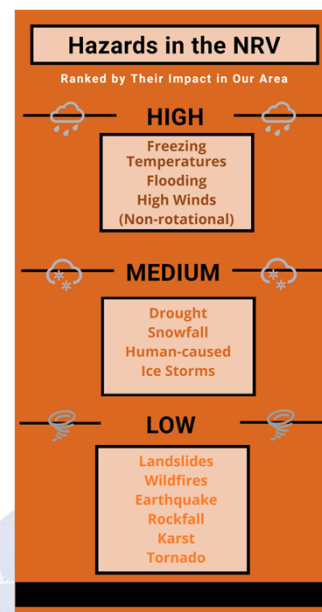 Hazards in the NRV
Ranked by Their Impact in Our Area
HIGH
Freezing
Temperatures
Flooding
High Winds
(Non-rotational)
MEDIUM
Drought
Snowfall
Human-caused
Ice Storms
LOW
Landslides
Wildfires
Earthquake
Rockfall
Karst
Tornado